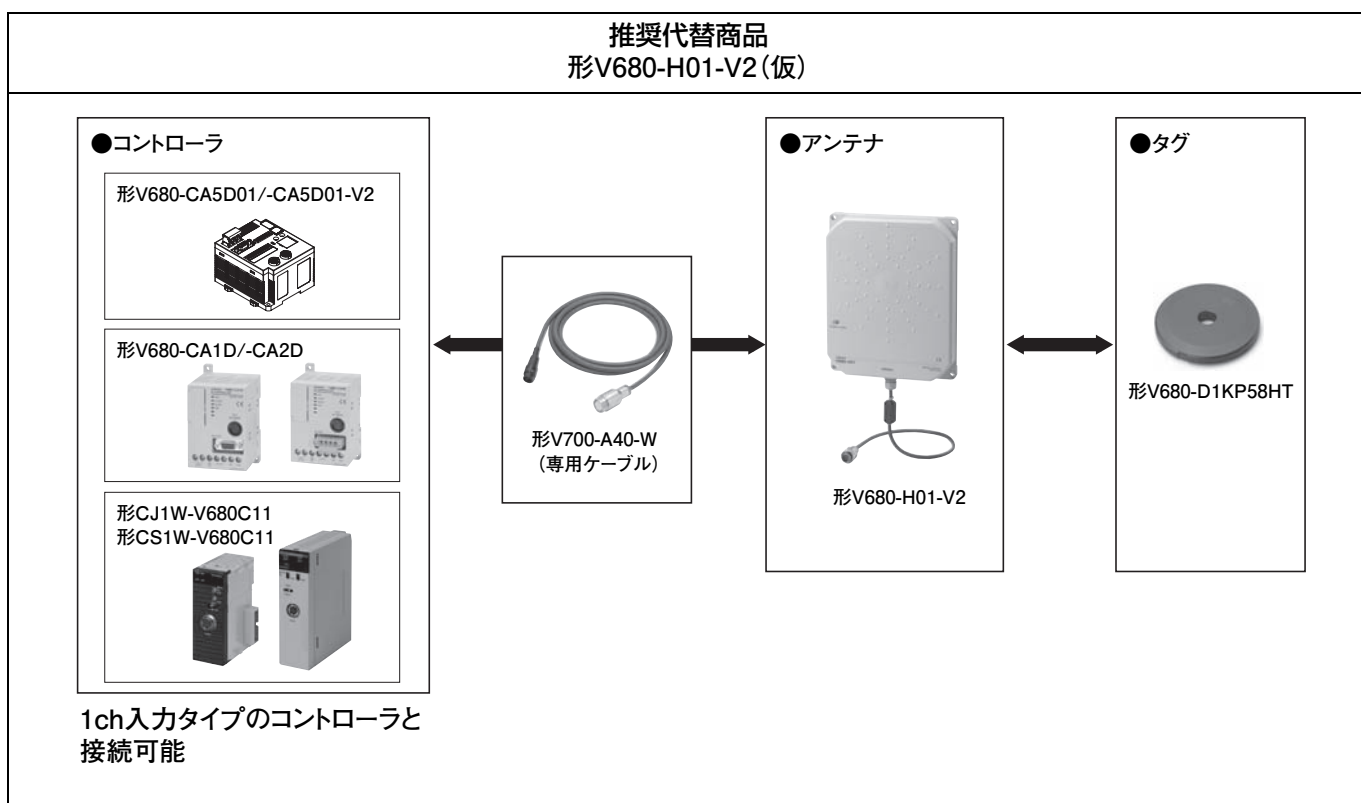 推奨代替商品
形V680-H01-V2（仮）
●コントローラ
形V680-CA5D01/-CA5D01-V2
形V680-CA1D/-CA2D
形CJ1W-V680C11
形CS1W-V680C11
1ch入力タイプのコントローラと
接続可能
形V700-A40-W
（専用ケーブル）
●アンテナ
形V680-H01-V2
●タグ
形V680-D1KP58HT